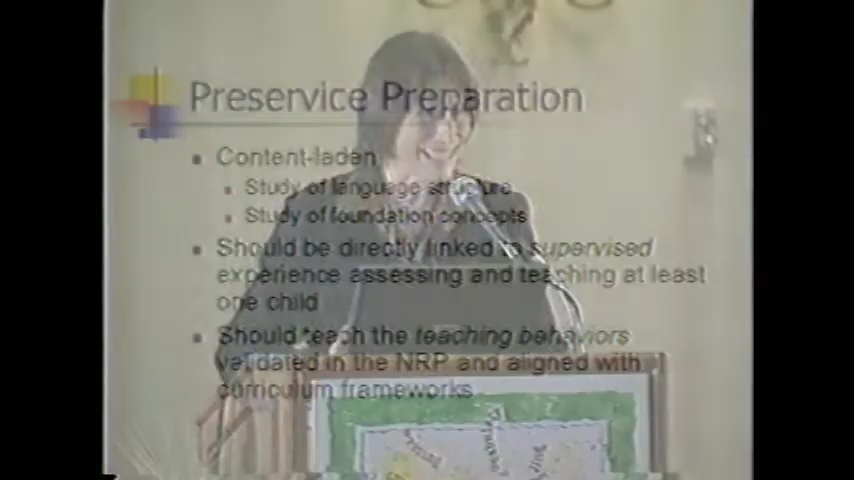 Preservice Preparation
Content-laden
Study of language structure
Study of foundation concepts
Should be directly linked to supervised
experience assessing and teaching at least
one child
Should teach the teaching behaviors
validated in the NRP and aligned with
curriculum frameworks